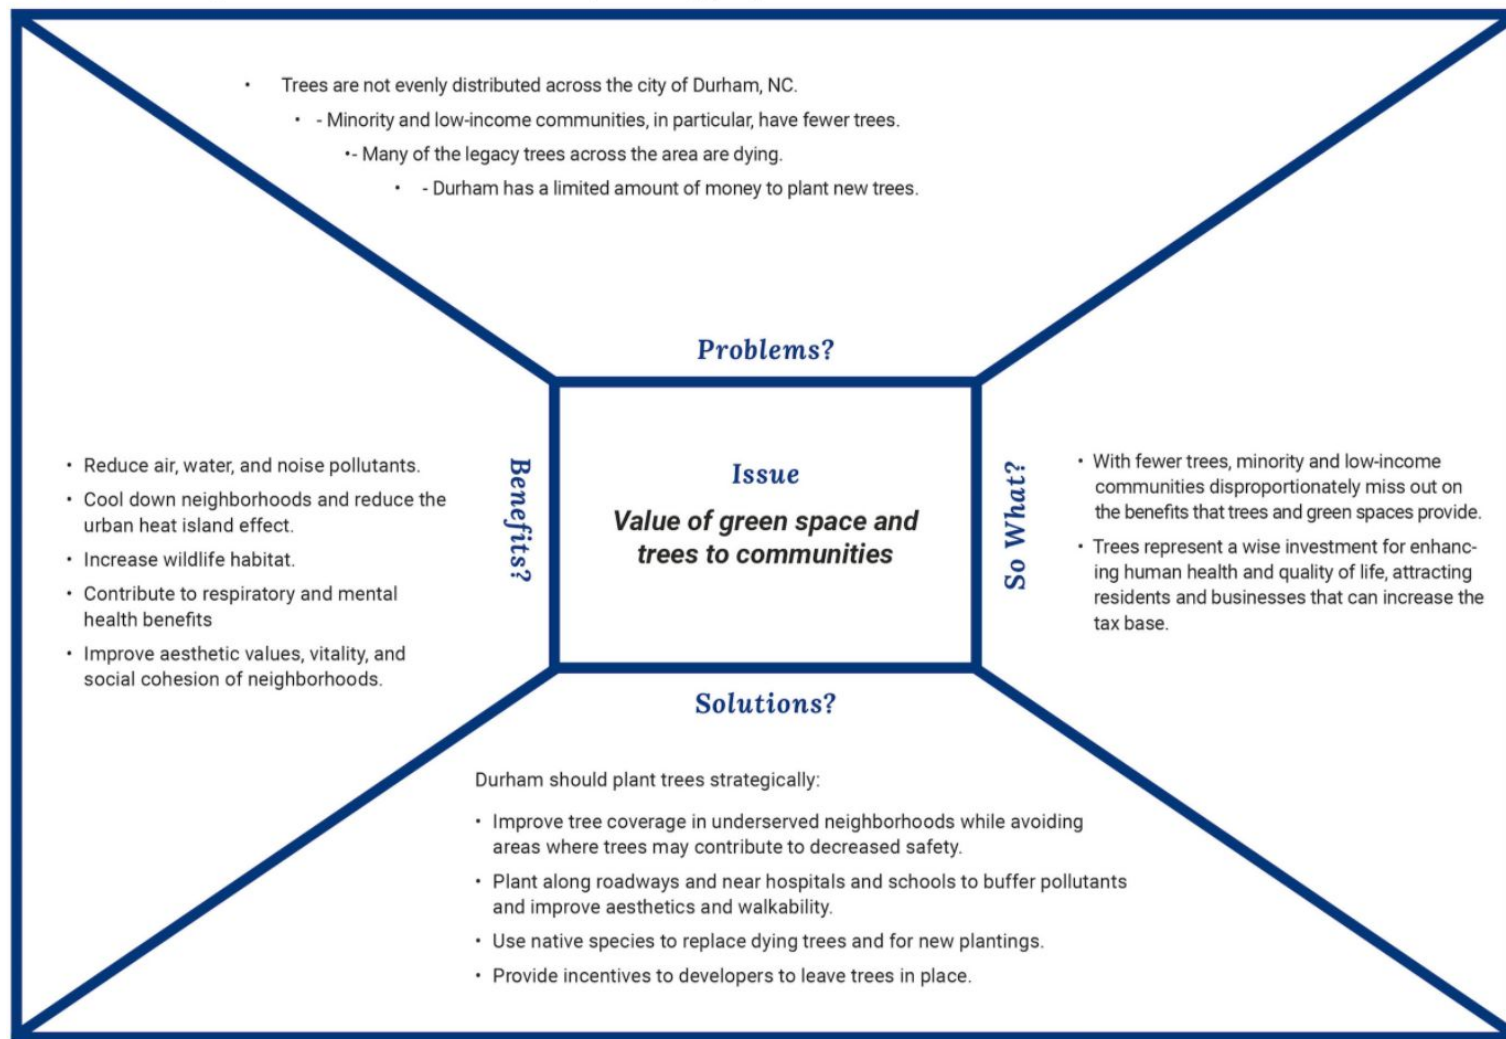 • Trees are not evenly distributed across the city of Durham, NC.
• - Minority and low-income communities, in particular, have fewer trees.
•- Many of the legacy trees across the area are dying.
• - Durham has a limited amount of money to plant new trees.
Problems?
• Reduce air, water, and noise pollutants.
• Cool down neighborhoods and reduce the
urban heat island effect.
• Increase wildlife habitat.
• Contribute to respiratory and mental
health benefits
• Improve aesthetic values, vitality, and
social cohesion of neighborhoods.
Benefits?
Issue
Value of green space and
trees to communities
So What?
• With fewer trees, minority and low-income
communities disproportionately miss out on
the benefits that trees and green spaces provide.
• Trees represent a wise investment for enhanc-
ing human health and quality of life, attracting
residents and businesses that can increase the
tax base.
Solutions?
Durham should plant trees strategically:
• Improve tree coverage in underserved neighborhoods while avoiding
areas where trees may contribute to decreased safety.
• Plant along roadways and near hospitals and schools to buffer pollutants
and improve aesthetics and walkability.
• Use native species to replace dying trees and for new plantings.
• Provide incentives to developers to leave trees in place.